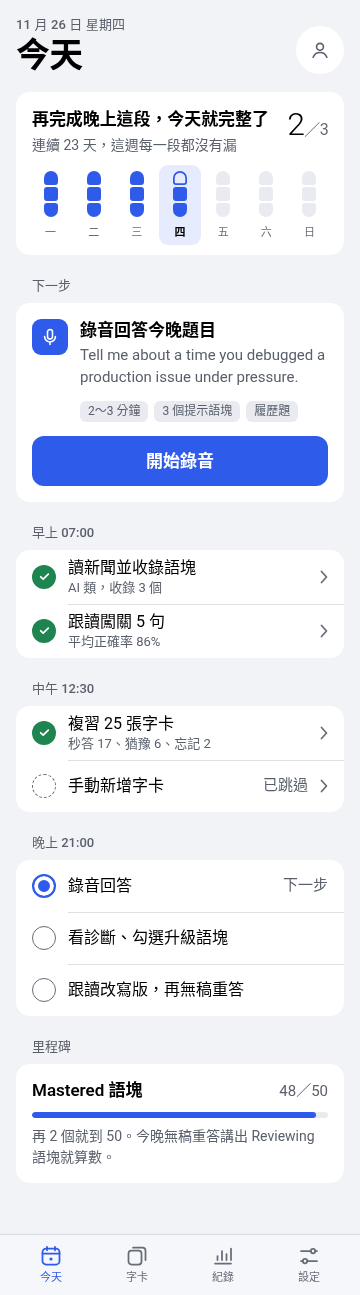 11 月 26 日 星期四
今天
再完成晚上這段，今天就完整了
2／3
連續 23 天，這週每一段都沒有漏
一 二 三 四 五 六 日
下一步
錄音回答今晚題目
Tell me about a time you debugged a
production issue under pressure.
2～3 分鐘 3 個提示語塊 履歷題
開始錄音
早上 07:00
讀新聞並收錄語塊
AI 類，收錄 3 個
跟讀闖關 5 句
平均正確率 86%
中午 12:30
複習 25 張字卡
秒答 17、猶豫 6、忘記 2
手動新增字卡 已跳過
晚上 21:00
錄音回答 下一步
看診斷、勾選升級語塊
跟讀改寫版，再無稿重答
里程碑
Mastered 語塊 48／50
再 2 個就到 50。今晚無稿重答講出 Reviewing
語塊就算數。
今天 字卡 紀錄 設定